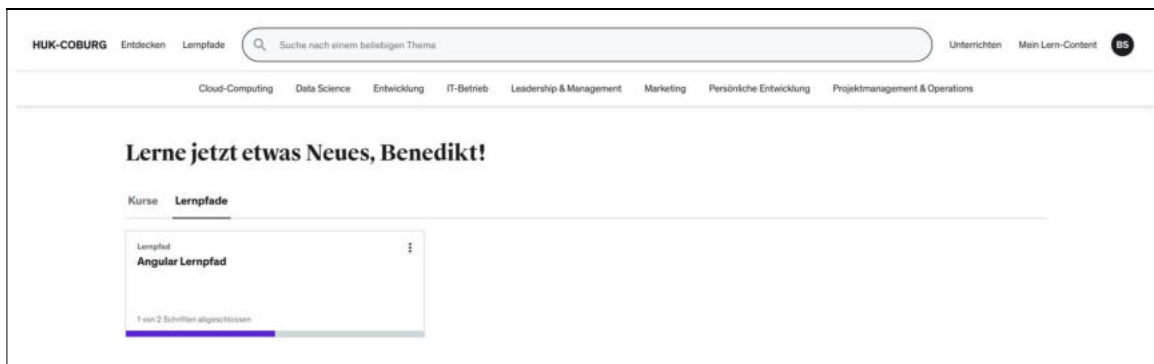 HUK-COBURG Entdecken Lernpfade Suche nach einem beliebigen Thema Unterrichten Mein Lern-Content BS
Cloud-Computing Data Science Entwicklung IT-Betrieb Leadership & Management Marketing Persönliche Entwicklung Projektmanagement & Operations
Lerne jetzt etwas Neues, Benedikt!
Kurse Lernpfade
Lernpfad
Angular Lernpfad
1 von 2 Schritten abgeschlossen